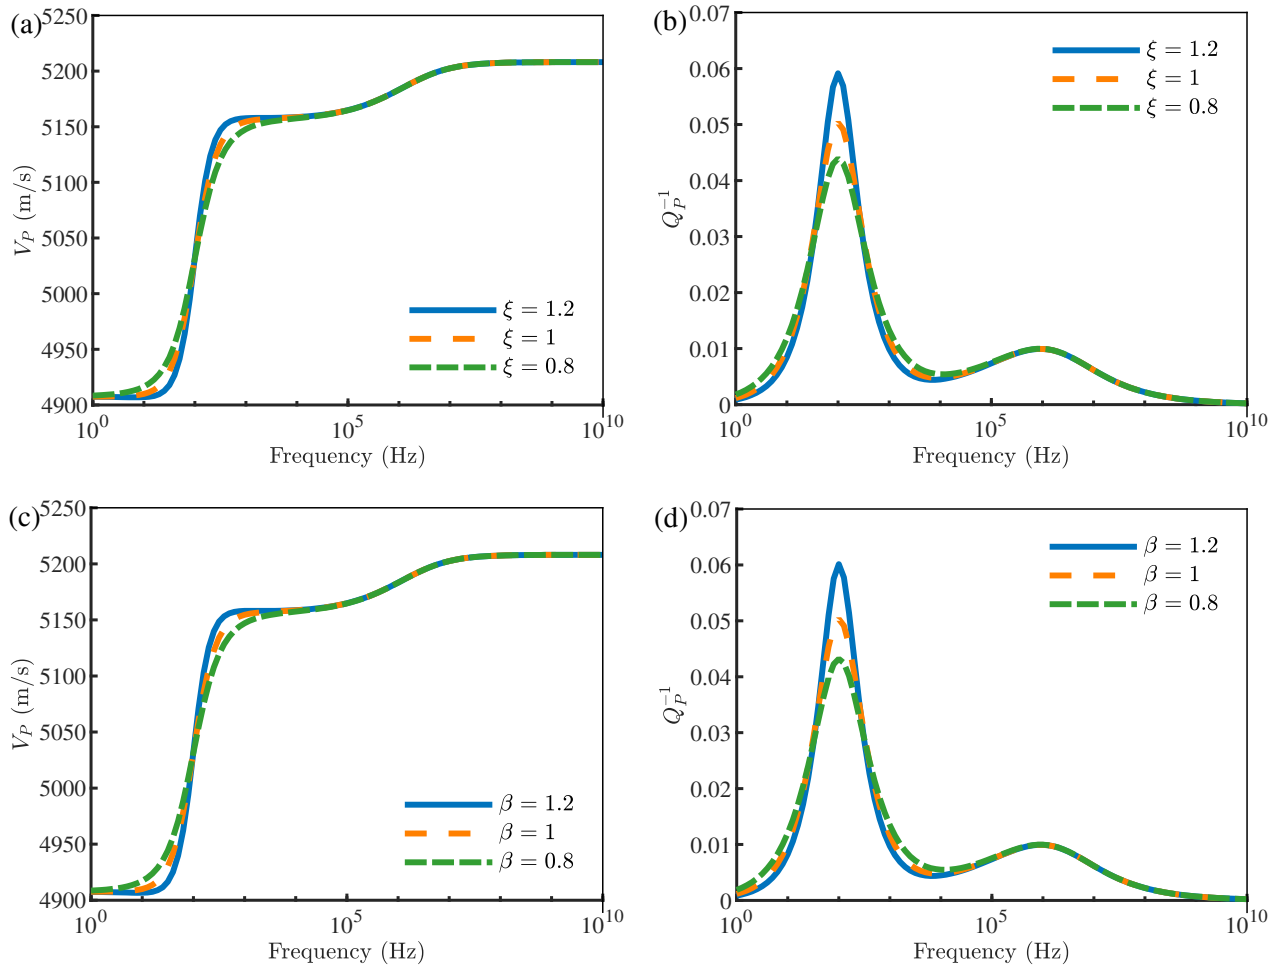 (a)
5250
5200
5150
5100
5050
5000
4950
4900
V_P (m/s)
ξ = 1.2
ξ = 1
ξ = 0.8
10^0
10^5
10^10
Frequency (Hz)
(b)
0.07
0.06
0.05
0.04
0.03
0.02
0.01
0
Q_P^{-1}
ξ = 1.2
ξ = 1
ξ = 0.8
10^0
10^5
10^10
Frequency (Hz)
(c)
5250
5200
5150
5100
5050
5000
4950
4900
V_P (m/s)
β = 1.2
β = 1
β = 0.8
10^0
10^5
10^10
Frequency (Hz)
(d)
0.07
0.06
0.05
0.04
0.03
0.02
0.01
0
Q_P^{-1}
β = 1.2
β = 1
β = 0.8
10^0
10^5
10^10
Frequency (Hz)